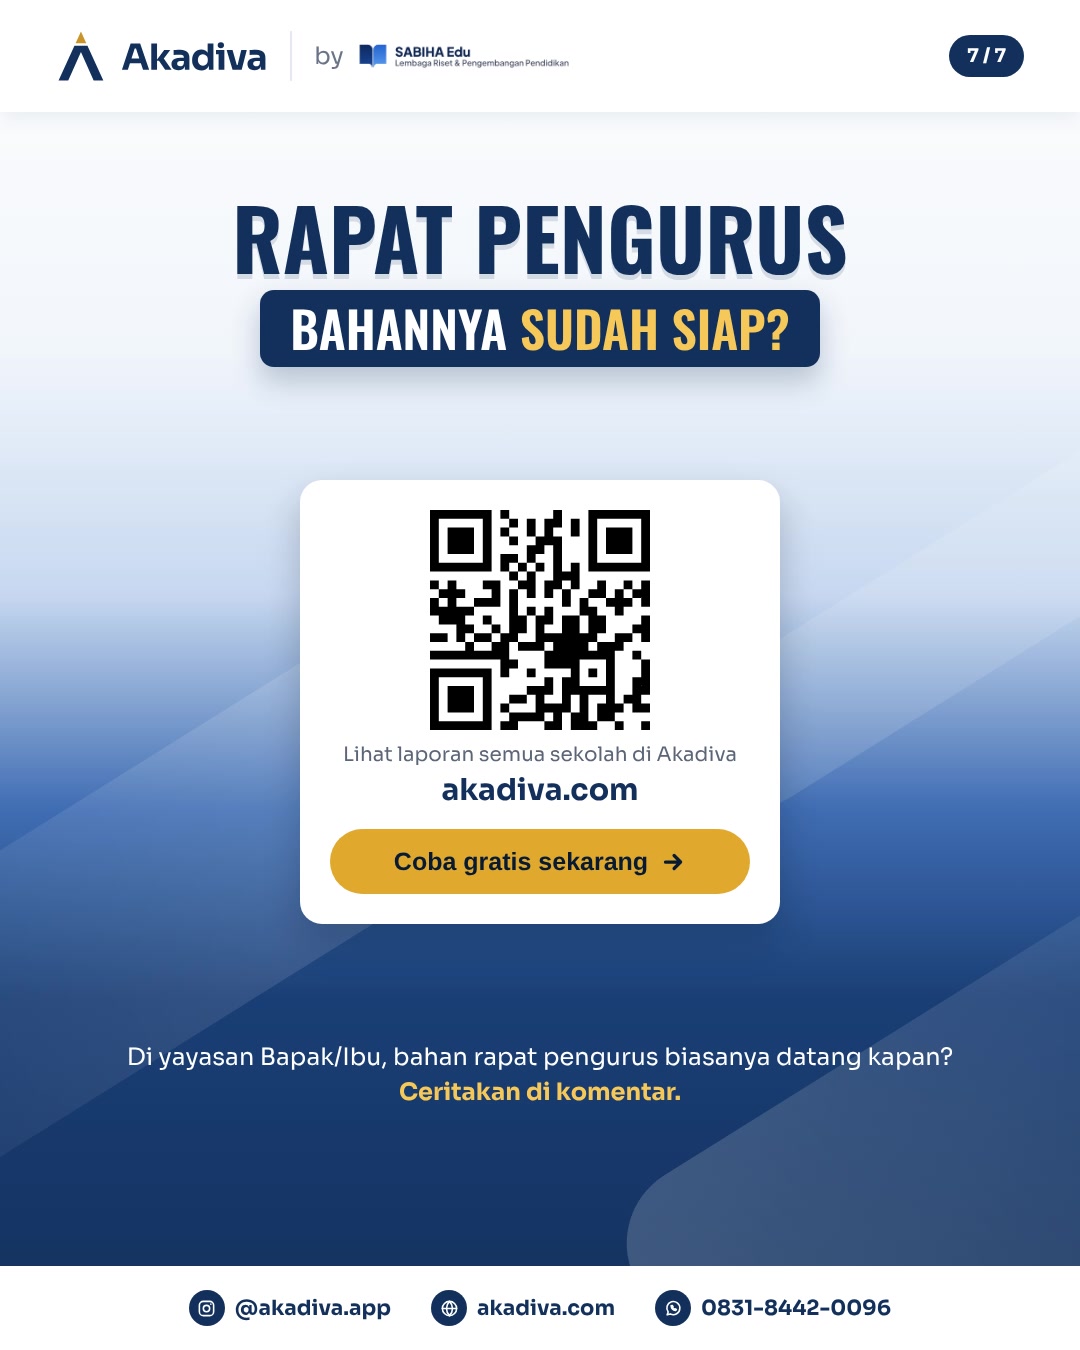 Akadiva
by
SABIHA Edu
Lembaga Riset & Pengembangan Pendidikan
7 / 7
RAPAT PENGURUS
BAHANNYA SUDAH SIAP?
Lihat laporan semua sekolah di Akadiva
akadiva.com
Coba gratis sekarang →
Di yayasan Bapak/Ibu, bahan rapat pengurus biasanya datang kapan?
Ceritakan di komentar.
@akadiva.app
akadiva.com
0831-8442-0096